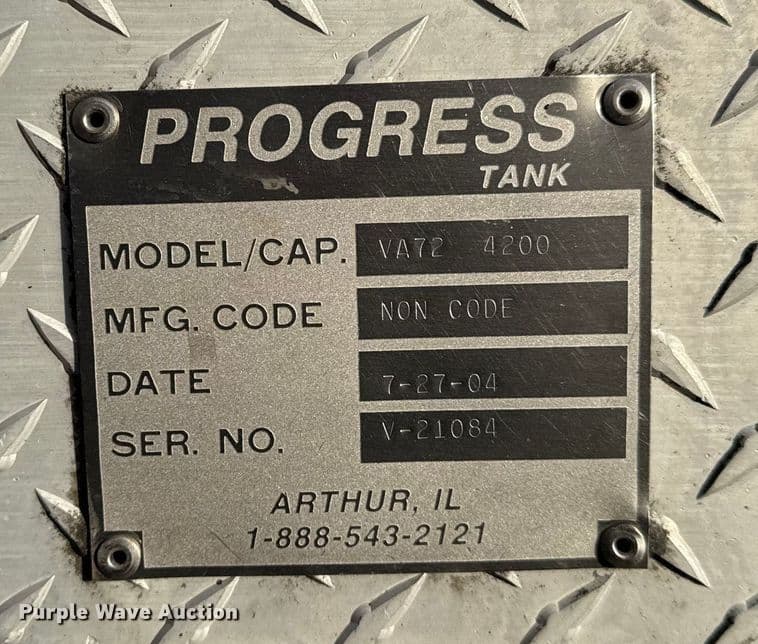 PROGRESS
TANK
MODEL/CAP. VA72 4200
MFG. CODE NON CODE
DATE 7-27-04
SER. NO. V-21084
ARTHUR, IL
1-888-543-2121
Purple Wave Auction